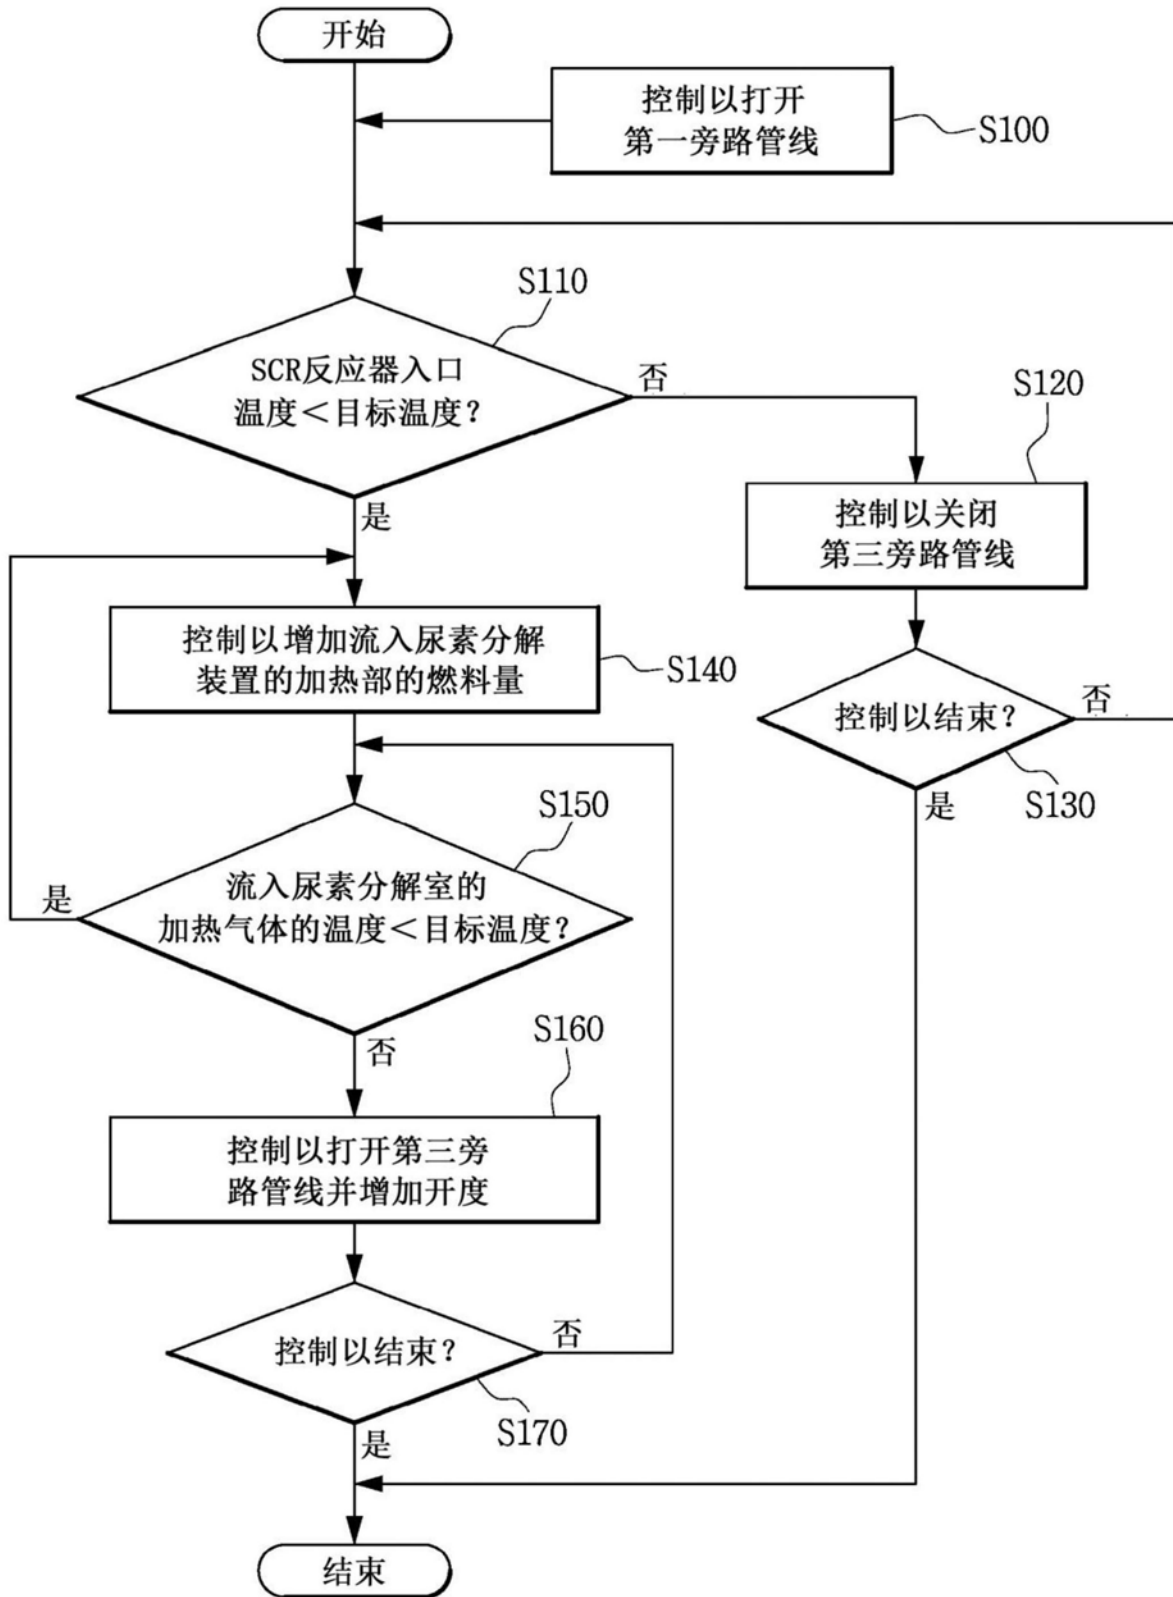 开始
控制以打开
第一旁路管线
S100
S110
SCR反应器入口
温度＜目标温度？
否
是
S120
控制以关闭
第三旁路管线
控制以增加流入尿素分解
装置的加热部的燃料量
S140
控制以结束？
否
S130
是
S150
流入尿素分解室的
加热气体的温度＜目标温度？
是
否
S160
控制以打开第三旁
路管线并增加开度
控制以结束？
否
S170
是
结束